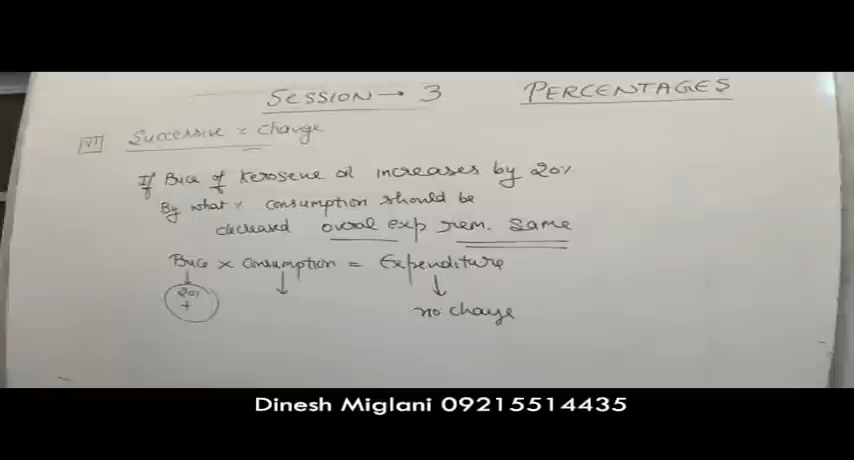 SESSION → 3 PERCENTAGES
VI Successive % change
If Price of Kerosene oil increases by 20%
By what % consumption should be
decreased overal exp rem. same
Price × consumption = Expenditure
20% +
no change
Dinesh Miglani 09215514435